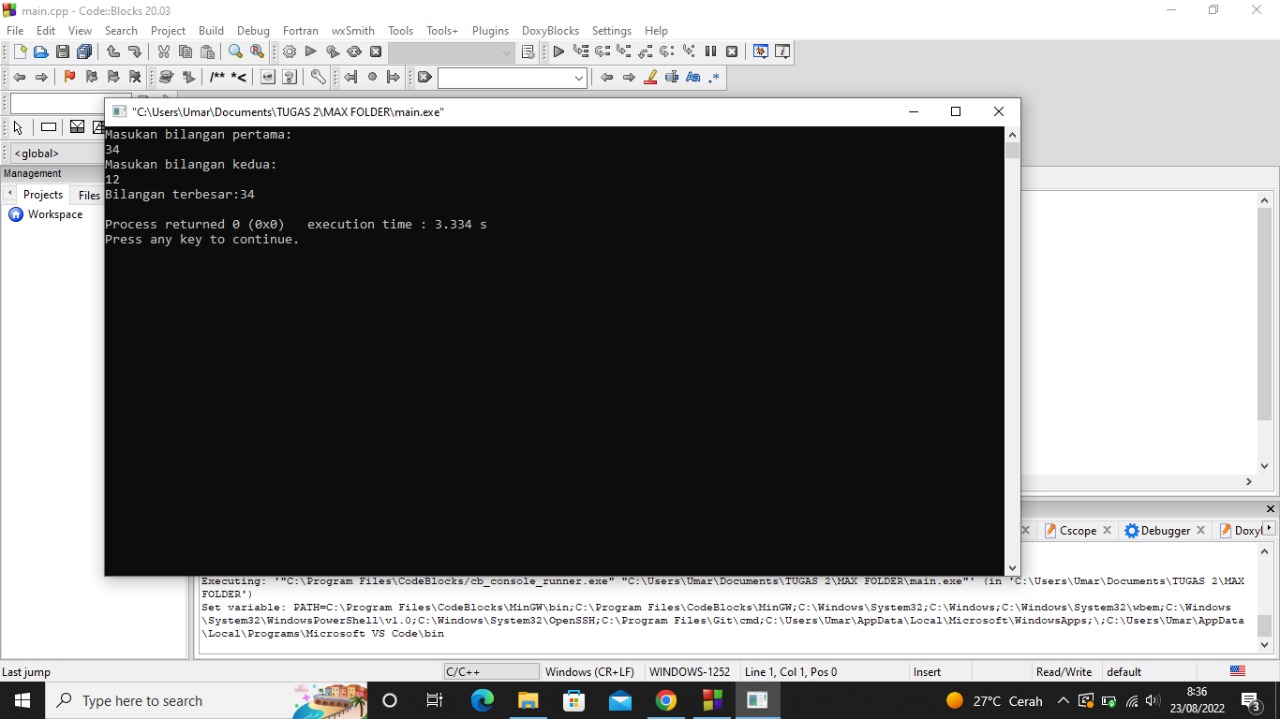 main.cpp - Code::Blocks 20.03
File Edit View Search Project Build Debug Fortran wxSmith Tools Tools+ Plugins DoxyBlocks Settings Help
/** *<
<global>
Management
Projects Files
Workspace
"C:\Users\Umar\Documents\TUGAS 2\MAX FOLDER\main.exe"
Masukan bilangan pertama:
34
Masukan bilangan kedua:
12
Bilangan terbesar:34
Process returned 0 (0x0)   execution time : 3.334 s
Press any key to continue.
Cscope Debugger
Executing: '"C:\Program Files\CodeBlocks/cb_console_runner.exe" "C:\Users\Umar\Documents\TUGAS 2\MAX FOLDER\main.exe"' (in 'C:\Users\Umar\Documents\TUGAS 2\MAX
FOLDER')
Set variable: PATH=C:\Program Files\CodeBlocks\MinGW\bin;C:\Program Files\CodeBlocks\MinGW;C:\Windows\System32;C:\Windows;C:\Windows\System32\wbem;C:\Windows
\System32\WindowsPowerShell\v1.0;C:\Windows\System32\OpenSSH;C:\Program Files\Git\cmd;C:\Users\Umar\AppData\Local\Microsoft\WindowsApps;\;C:\Users\Umar\AppData
\Local\Programs\Microsoft VS Code\bin
Last jump C/C++ Windows (CR+LF) WINDOWS-1252 Line 1, Col 1, Pos 0 Insert Read/Write default
Type here to search
27°C Cerah
8:36
23/08/2022
3